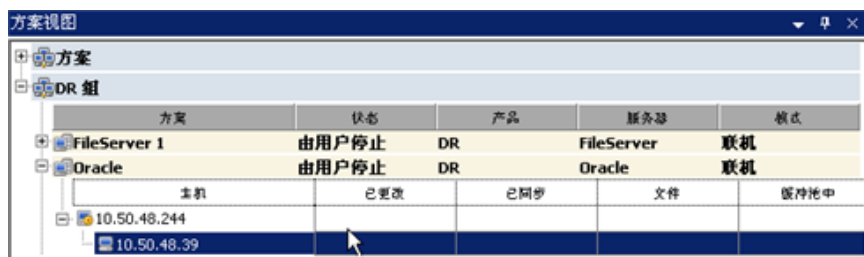 方案视图
方案
DR 组
方案 状态 产品 服务器 模式
FileServer 1 由用户停止 DR FileServer 联机
Oracle 由用户停止 DR Oracle 联机
主机 已更改 已同步 文件 缓冲池中
10.50.48.244
10.50.48.39